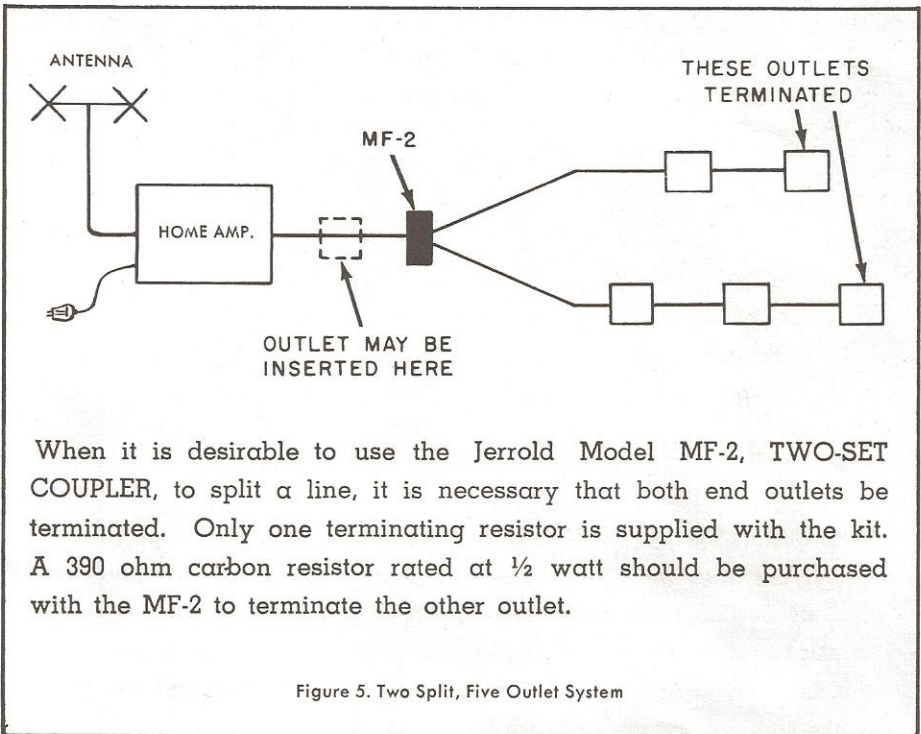 ANTENNA
THESE OUTLETS
TERMINATED
MF-2
HOME AMP.
OUTLET MAY BE
INSERTED HERE
When it is desirable to use the Jerrold Model MF-2, TWO-SET
COUPLER, to split a line, it is necessary that both end outlets be
terminated. Only one terminating resistor is supplied with the kit.
A 390 ohm carbon resistor rated at ½ watt should be purchased
with the MF-2 to terminate the other outlet.
Figure 5. Two Split, Five Outlet System